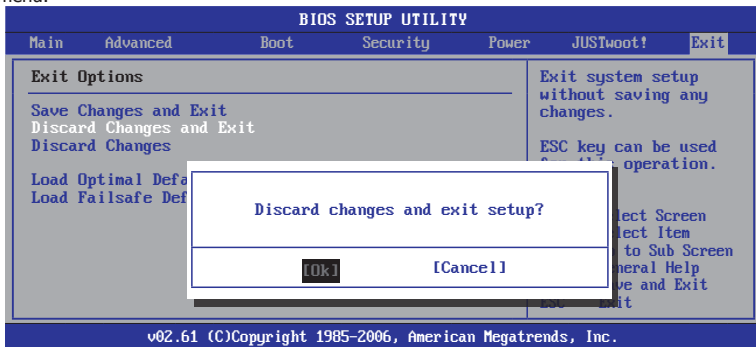 BIOS SETUP UTILITY
Main Advanced Boot Security Power JUSTwoot! Exit
Exit Options
Save Changes and Exit
Discard Changes and Exit
Discard Changes
Load Optimal Defa
Load Failsafe Def
Exit system setup
without saving any
changes.
ESC key can be used
operation.
Discard changes and exit setup?
[Ok] [Cancel]
lect Screen
lect Item
to Sub Screen
neral Help
ve and Exit
v02.61 (C)Copyright 1985-2006, American Megatrends, Inc.